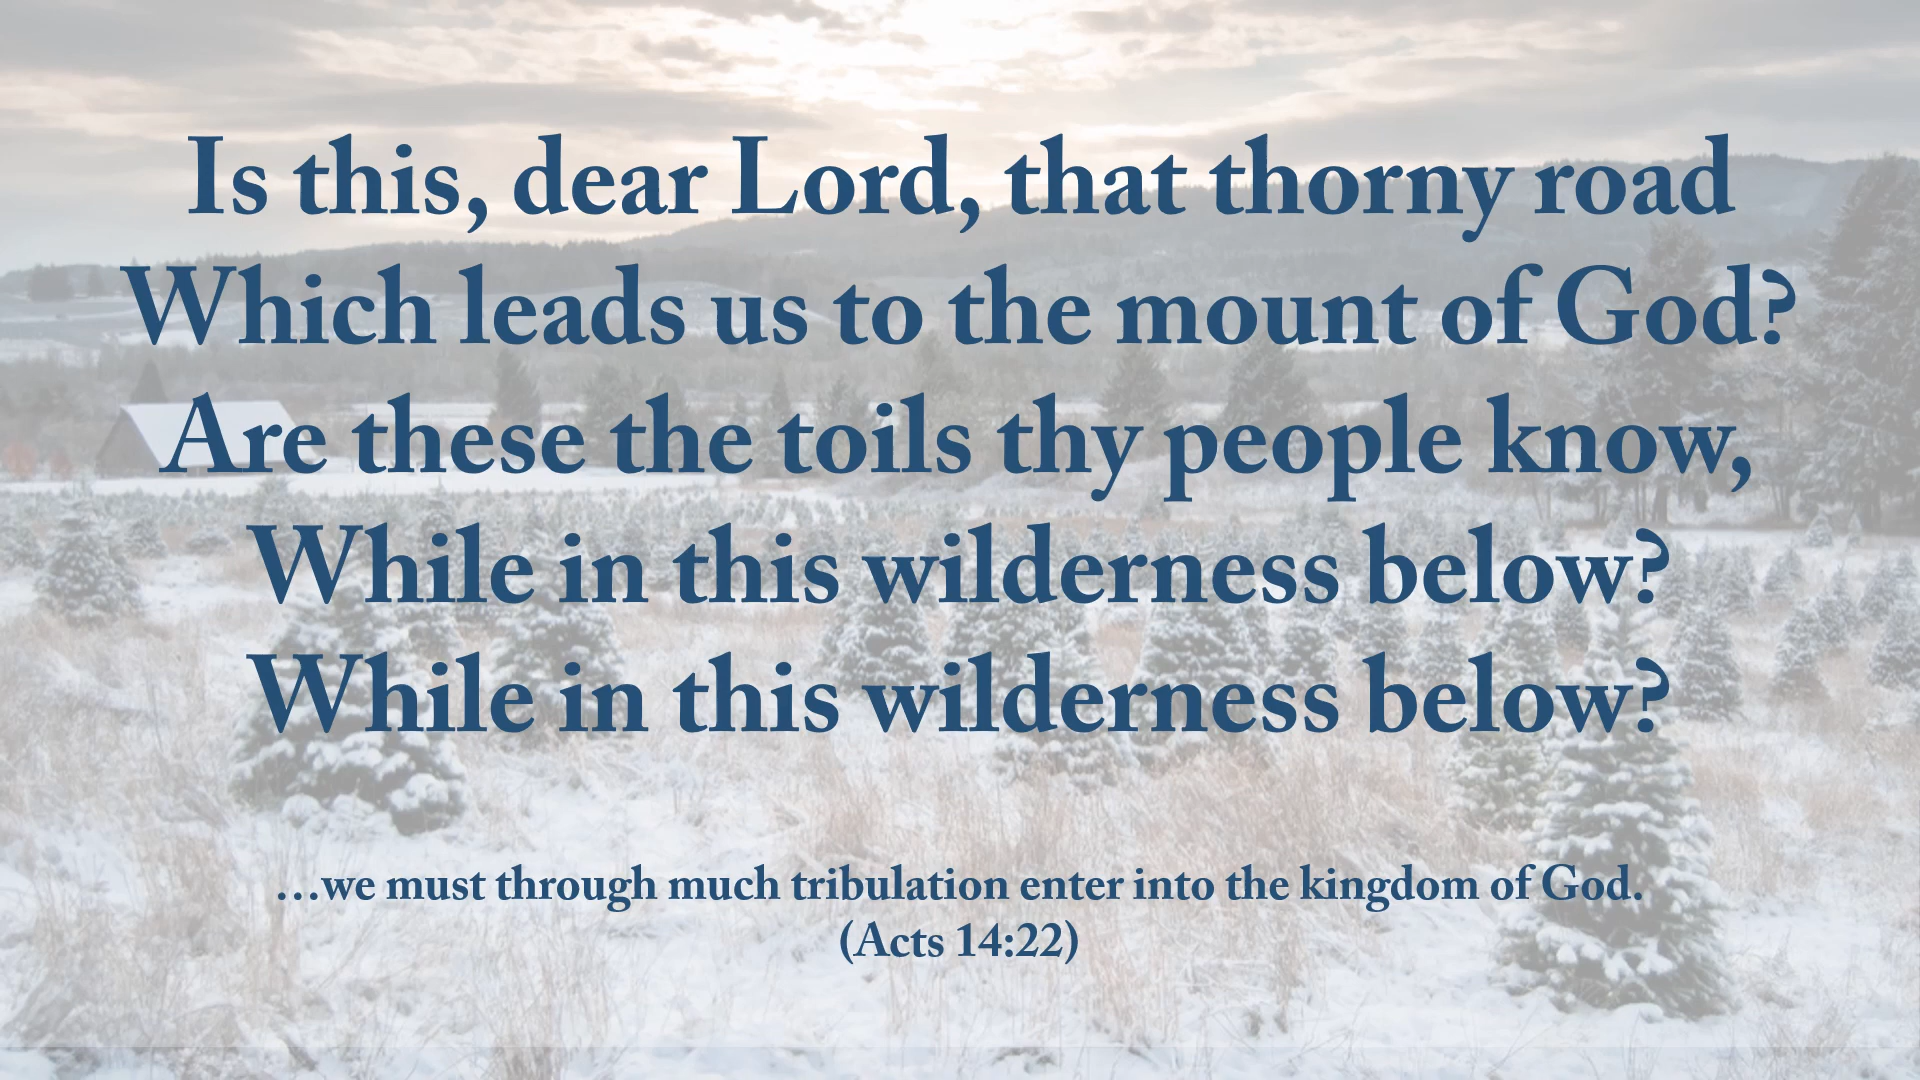 Is this, dear Lord, that thorny road
Which leads us to the mount of God?
Are these the toils thy people know,
While in this wilderness below?
While in this wilderness below?
…we must through much tribulation enter into the kingdom of God.
(Acts 14:22)